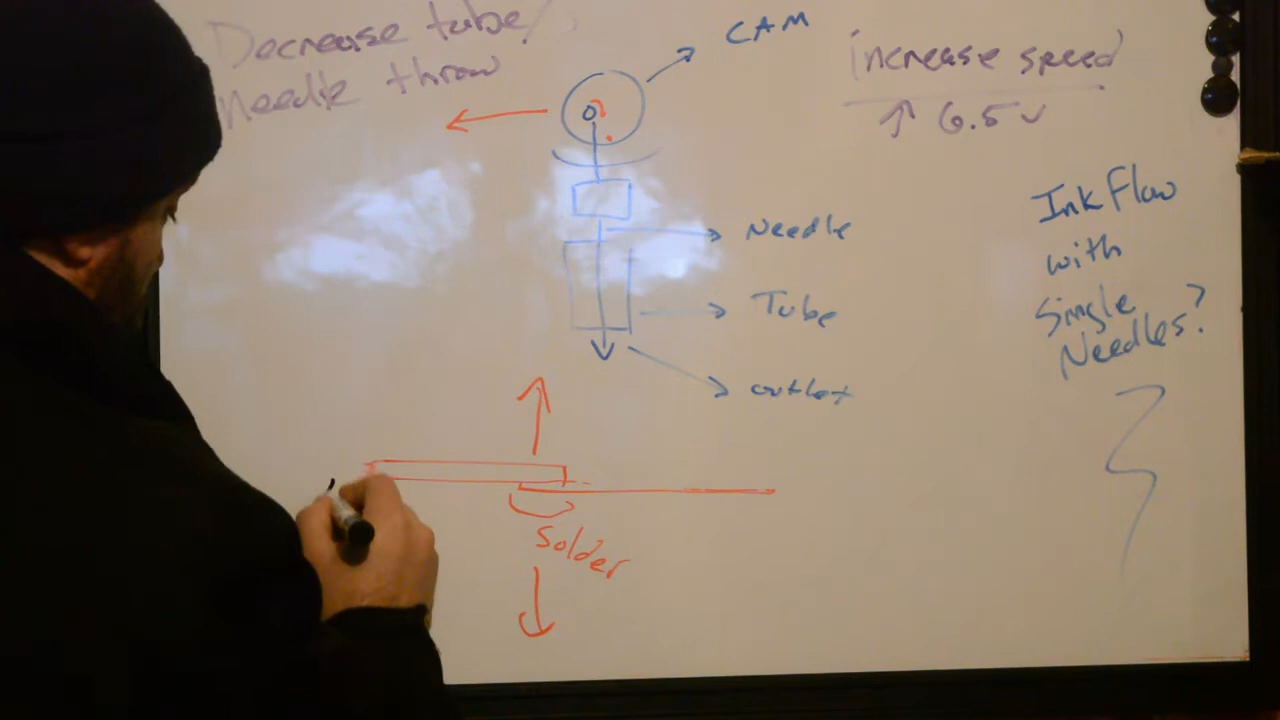 Decrease tube/
Needle throw
CAM
increase speed
↑ 6.5v
Ink Flow
with
Single
Needles?
Needle
Tube
outlet
Solder